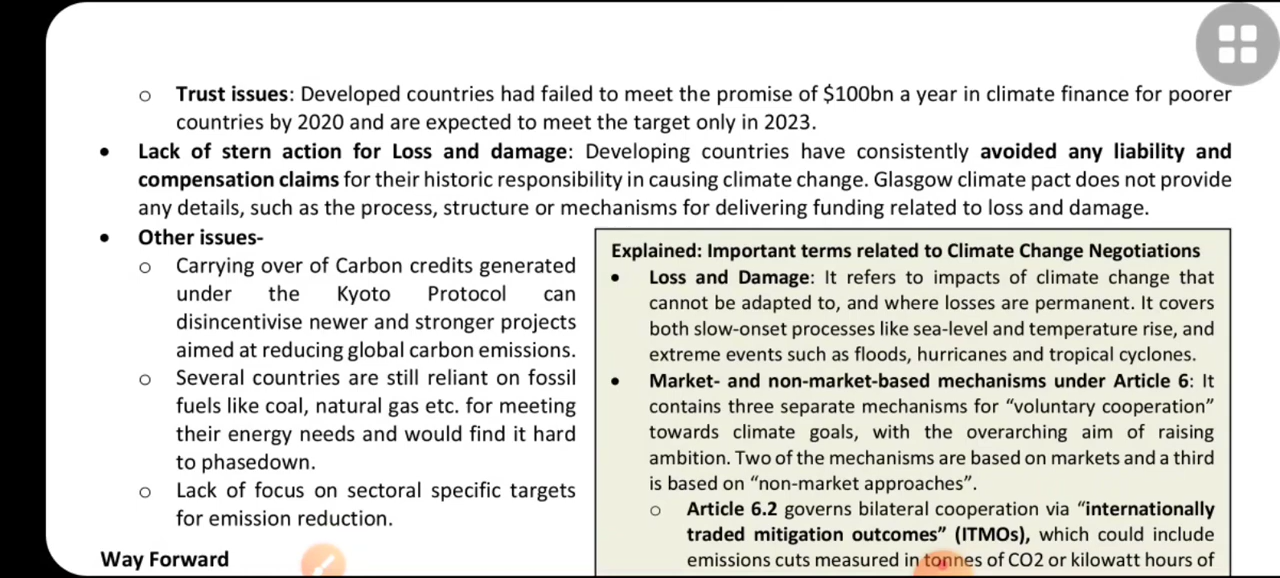 o Trust issues: Developed countries had failed to meet the promise of $100bn a year in climate finance for poorer
countries by 2020 and are expected to meet the target only in 2023.
• Lack of stern action for Loss and damage: Developing countries have consistently avoided any liability and
compensation claims for their historic responsibility in causing climate change. Glasgow climate pact does not provide
any details, such as the process, structure or mechanisms for delivering funding related to loss and damage.
• Other issues-
o Carrying over of Carbon credits generated
under the Kyoto Protocol can
disincentivise newer and stronger projects
aimed at reducing global carbon emissions.
o Several countries are still reliant on fossil
fuels like coal, natural gas etc. for meeting
their energy needs and would find it hard
to phasedown.
o Lack of focus on sectoral specific targets
for emission reduction.
Way Forward
Explained: Important terms related to Climate Change Negotiations
• Loss and Damage: It refers to impacts of climate change that
cannot be adapted to, and where losses are permanent. It covers
both slow-onset processes like sea-level and temperature rise, and
extreme events such as floods, hurricanes and tropical cyclones.
• Market- and non-market-based mechanisms under Article 6: It
contains three separate mechanisms for “voluntary cooperation”
towards climate goals, with the overarching aim of raising
ambition. Two of the mechanisms are based on markets and a third
is based on “non-market approaches”.
o Article 6.2 governs bilateral cooperation via “internationally
traded mitigation outcomes” (ITMOs), which could include
emissions cuts measured in tonnes of CO2 or kilowatt hours of